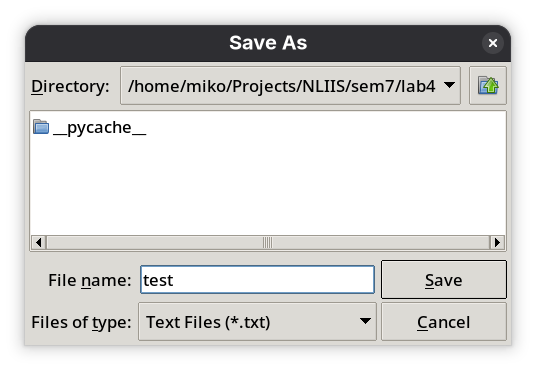 Save As
Directory: /home/miko/Projects/NLIIS/sem7/lab4
__pycache__
File name: test Save
Files of type: Text Files (*.txt) Cancel